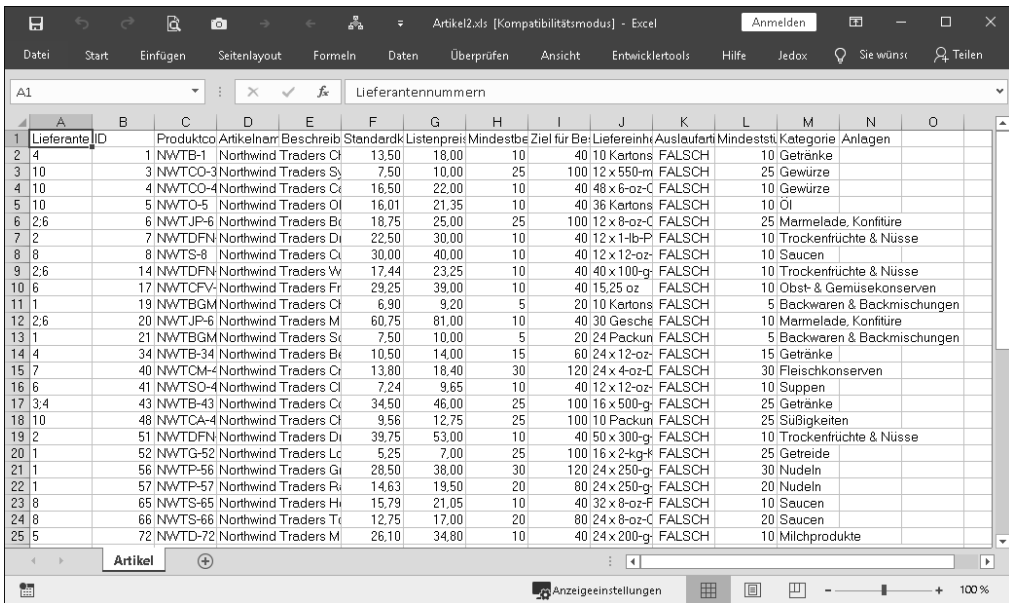 Artikel2.xls [Kompatibilitätsmodus] - Excel Anmelden
Datei Start Einfügen Seitenlayout Formeln Daten Überprüfen Ansicht Entwicklertools Hilfe Jedox Sie wünsc Teilen
A1 fx Lieferantennummern
A B C D E F G H I J K L M N O
1 Lieferante ID Produktco Artikelnam Beschreib Standardk Listenpreis Mindestbe Ziel für Be Liefereinhe Auslaufarti Mindeststü Kategorie Anlagen
2 4 1 NWTB-1 Northwind Traders Ch 13,50 18,00 10 40 10 Kartons FALSCH 10 Getränke
3 10 3 NWTCO-3 Northwind Traders Sy 7,50 10,00 25 100 12 x 550-m FALSCH 25 Gewürze
4 10 4 NWTCO-4 Northwind Traders Ca 16,50 22,00 10 40 48 x 6-oz-G FALSCH 10 Gewürze
5 10 5 NWTO-5 Northwind Traders Ol 16,01 21,35 10 40 36 Kartons FALSCH 10 Öl
6 2;6 6 NWTJP-6 Northwind Traders Bo 18,75 25,00 25 100 12 x 8-oz-G FALSCH 25 Marmelade, Konfitüre
7 2 7 NWTDFN- Northwind Traders Dr 22,50 30,00 10 40 12 x 1-lb-P FALSCH 10 Trockenfrüchte & Nüsse
8 8 8 NWTS-8 Northwind Traders Cu 30,00 40,00 10 40 12 x 12-oz- FALSCH 10 Saucen
9 2;6 14 NWTDFN- Northwind Traders W 17,44 23,25 10 40 40 x 100-g- FALSCH 10 Trockenfrüchte & Nüsse
10 6 17 NWTCFV- Northwind Traders Fr 29,25 39,00 10 40 15,25 oz FALSCH 10 Obst- & Gemüsekonserven
11 1 19 NWTBGM Northwind Traders Ch 6,90 9,20 5 20 10 Kartons FALSCH 5 Backwaren & Backmischungen
12 2;6 20 NWTJP-6 Northwind Traders M 60,75 81,00 10 40 30 Gesche FALSCH 10 Marmelade, Konfitüre
13 1 21 NWTBGM Northwind Traders Sc 7,50 10,00 5 20 24 Packun FALSCH 5 Backwaren & Backmischungen
14 4 34 NWTB-34 Northwind Traders Be 10,50 14,00 15 60 24 x 12-oz- FALSCH 15 Getränke
15 7 40 NWTCM-4 Northwind Traders Cr 13,80 18,40 30 120 24 x 4-oz-D FALSCH 30 Fleischkonserven
16 6 41 NWTSO-4 Northwind Traders Cl 7,24 9,65 10 40 12 x 12-oz- FALSCH 10 Suppen
17 3;4 43 NWTB-43 Northwind Traders Co 34,50 46,00 25 100 16 x 500-g- FALSCH 25 Getränke
18 10 48 NWTCA-4 Northwind Traders Ch 9,56 12,75 25 100 10 Packun FALSCH 25 Süßigkeiten
19 2 51 NWTDFN- Northwind Traders Dr 39,75 53,00 10 40 50 x 300-g- FALSCH 10 Trockenfrüchte & Nüsse
20 1 52 NWTG-52 Northwind Traders Lo 5,25 7,00 25 100 16 x 2-kg-K FALSCH 25 Getreide
21 1 56 NWTP-56 Northwind Traders Gr 28,50 38,00 30 120 24 x 250-g- FALSCH 30 Nudeln
22 1 57 NWTP-57 Northwind Traders Ra 14,63 19,50 20 80 24 x 250-g- FALSCH 20 Nudeln
23 8 65 NWTS-65 Northwind Traders Ho 15,79 21,05 10 40 32 x 8-oz-F FALSCH 10 Saucen
24 8 66 NWTS-66 Northwind Traders To 12,75 17,00 20 80 24 x 8-oz-G FALSCH 20 Saucen
25 5 72 NWTD-72 Northwind Traders M 26,10 34,80 10 40 24 x 200-g- FALSCH 10 Milchprodukte
Artikel
Anzeigeeinstellungen 100 %